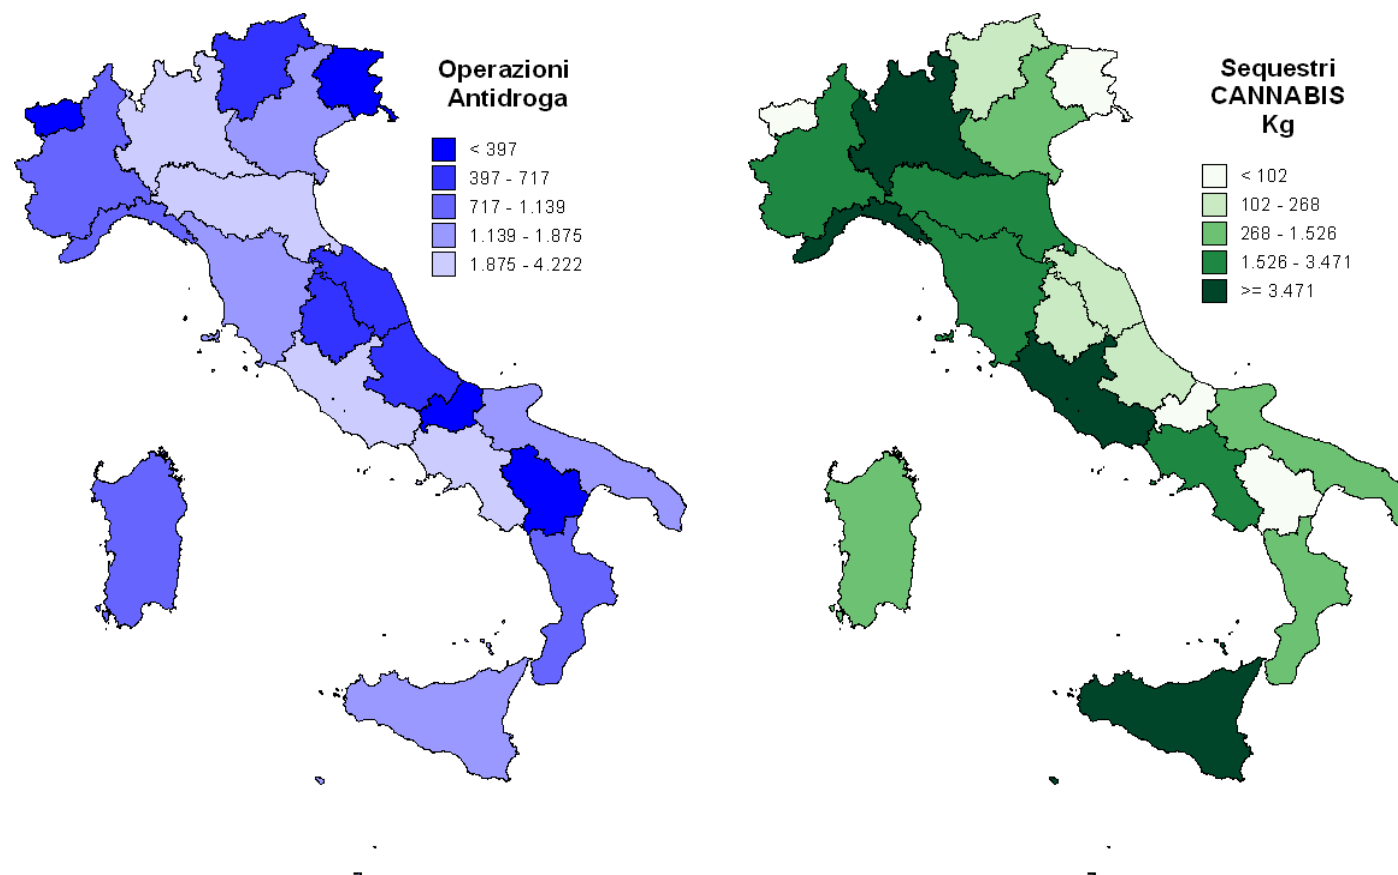 Operazioni
Antidroga
< 397
397 - 717
717 - 1.139
1.139 - 1.875
1.875 - 4.222
Sequestri
CANNABIS
Kg
< 102
102 - 268
268 - 1.526
1.526 - 3.471
>= 3.471